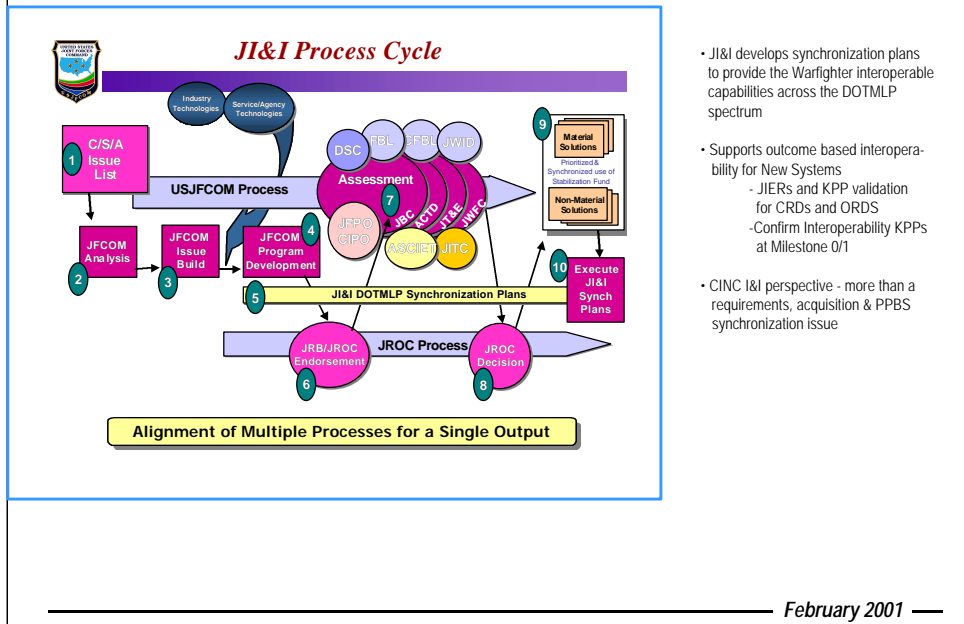 UNITED STATES
JOINT FORCES
COMMAND
JI&I Process Cycle
Industry
Technologies
Service/Agency
Technologies
1
C/S/A
Issue
List
USJFCOM Process
DSC
FBL
CFBL
JWID
Assessment
7
JBC
ACTD
JT&E
JWFC
JFPO
CIPO
ASCIET
JITC
9
Material
Solutions
Prioritized &
Synchronized use of
Stabilization Fund
Non-Material
Solutions
JFCOM
Analysis
2
JFCOM
Issue
Build
3
JFCOM
Program
Development
4
5
JI&I DOTMLP Synchronization Plans
10
Execute
JI&I
Synch
Plans
JRB/JROC
Endorsement
6
JROC Process
JROC
Decision
8
Alignment of Multiple Processes for a Single Output
• JI&I develops synchronization plans
to provide the Warfighter interoperable
capabilities across the DOTMLP
spectrum
• Supports outcome based interopera-
bility for New Systems
- JIERs and KPP validation
for CRDs and ORDS
-Confirm Interoperability KPPs
at Milestone 0/1
• CINC I&I perspective - more than a
requirements, acquisition & PPBS
synchronization issue
February 2001